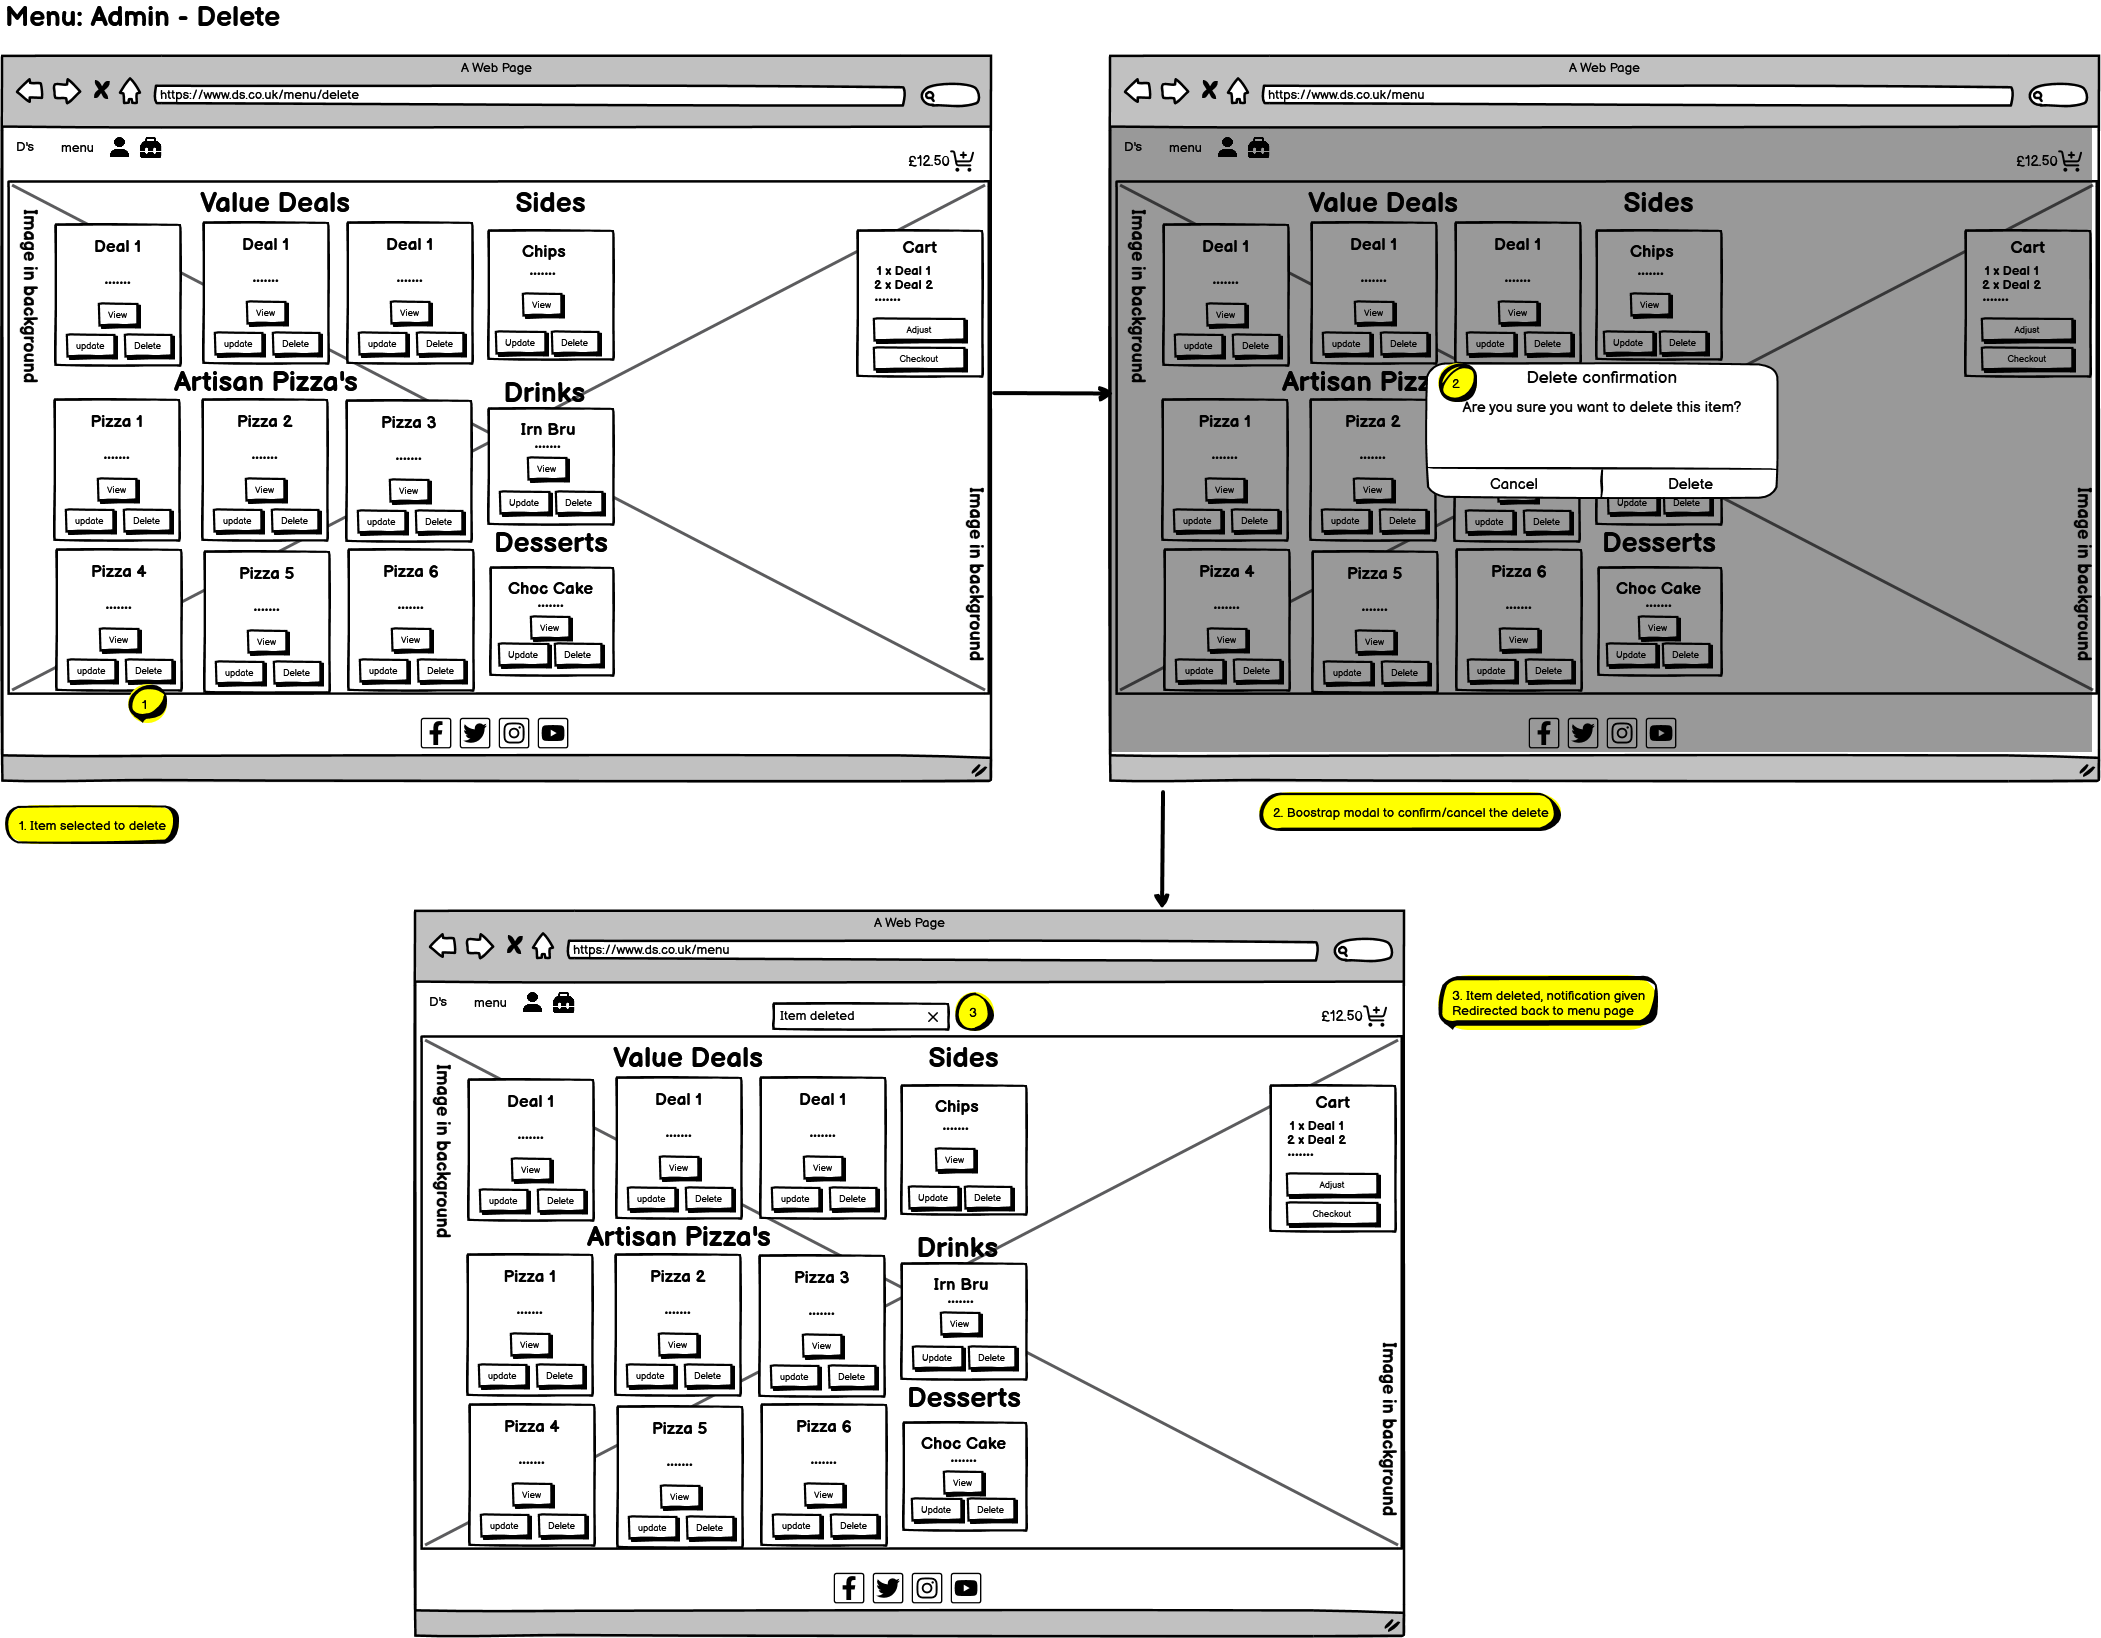 Menu: Admin - Delete
A Web Page
https://www.ds.co.uk/menu/delete
D's menu
£12.50
Value Deals Sides
Image in background
Deal 1 Deal 1 Deal 1 Chips
....... ....... ....... .......
View View View View
update Delete update Delete update Delete Update Delete
Cart
1 x Deal 1
2 x Deal 2
.......
Adjust
Checkout
Artisan Pizza's Drinks
Pizza 1 Pizza 2 Pizza 3 Irn Bru
....... ....... ....... .......
View View View View
update Delete update Delete update Delete Update Delete
Desserts
Pizza 4 Pizza 5 Pizza 6 Choc Cake
....... ....... ....... .......
View View View View
update Delete update Delete update Delete Update Delete
Image in background
1
1. Item selected to delete
A Web Page
https://www.ds.co.uk/menu
D's menu
£12.50
Value Deals Sides
Image in background
Deal 1 Deal 1 Deal 1 Chips
....... ....... ....... .......
View View View View
update Delete update Delete update Delete Update Delete
Cart
1 x Deal 1
2 x Deal 2
.......
Adjust
Checkout
Artisan Pizz
2
Delete confirmation
Are you sure you want to delete this item?
Cancel Delete
Pizza 1 Pizza 2
....... .......
View View
update Delete update Delete update Delete Update Delete
Desserts
Pizza 4 Pizza 5 Pizza 6 Choc Cake
....... ....... ....... .......
View View View View
update Delete update Delete update Delete Update Delete
Image in background
2. Boostrap modal to confirm/cancel the delete
A Web Page
https://www.ds.co.uk/menu
D's menu
Item deleted
3
£12.50
3. Item deleted, notification given
Redirected back to menu page
Value Deals Sides
Image in background
Deal 1 Deal 1 Deal 1 Chips
....... ....... ....... .......
View View View View
update Delete update Delete update Delete Update Delete
Cart
1 x Deal 1
2 x Deal 2
.......
Adjust
Checkout
Artisan Pizza's Drinks
Pizza 1 Pizza 2 Pizza 3 Irn Bru
....... ....... ....... .......
View View View View
update Delete update Delete update Delete Update Delete
Desserts
Pizza 4 Pizza 5 Pizza 6 Choc Cake
....... ....... ....... .......
View View View View
update Delete update Delete update Delete Update Delete
Image in background